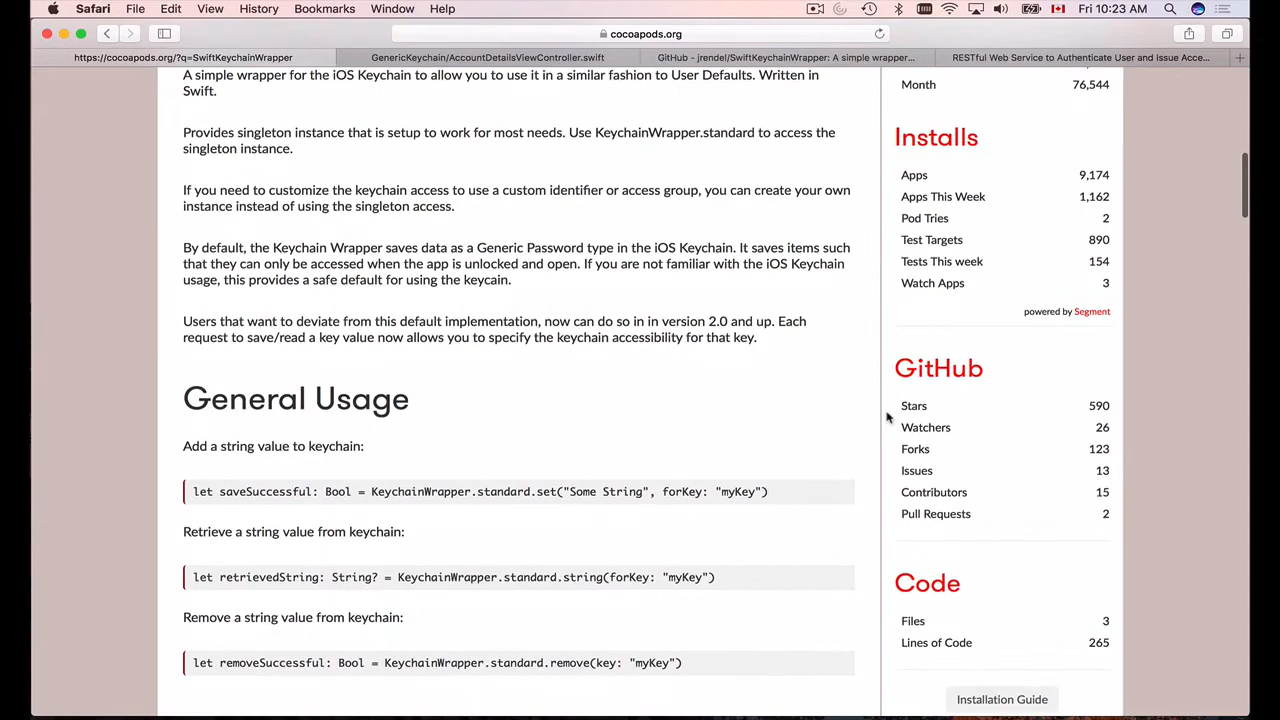 Safari File Edit View History Bookmarks Window Help Fri 10:23 AM
cocoapods.org
https://cocoapods.org/?q=SwiftKeychainWrapper GenericKeychain/AccountDetailsViewController.swift GitHub - jrendel/SwiftKeychainWrapper: A simple wrapper... RESTful Web Service to Authenticate User and Issue Acce...
A simple wrapper for the iOS Keychain to allow you to use it in a similar fashion to User Defaults. Written in
Swift.
Provides singleton instance that is setup to work for most needs. Use KeychainWrapper.standard to access the
singleton instance.
If you need to customize the keychain access to use a custom identifier or access group, you can create your own
instance instead of using the singleton access.
By default, the Keychain Wrapper saves data as a Generic Password type in the iOS Keychain. It saves items such
that they can only be accessed when the app is unlocked and open. If you are not familiar with the iOS Keychain
usage, this provides a safe default for using the keycain.
Users that want to deviate from this default implementation, now can do so in in version 2.0 and up. Each
request to save/read a key value now allows you to specify the keychain accessibility for that key.
General Usage
Add a string value to keychain:
let saveSuccessful: Bool = KeychainWrapper.standard.set("Some String", forKey: "myKey")
Retrieve a string value from keychain:
let retrievedString: String? = KeychainWrapper.standard.string(forKey: "myKey")
Remove a string value from keychain:
let removeSuccessful: Bool = KeychainWrapper.standard.remove(key: "myKey")
Month 76,544
Installs
Apps 9,174
Apps This Week 1,162
Pod Tries 2
Test Targets 890
Tests This week 154
Watch Apps 3
powered by Segment
GitHub
Stars 590
Watchers 26
Forks 123
Issues 13
Contributors 15
Pull Requests 2
Code
Files 3
Lines of Code 265
Installation Guide